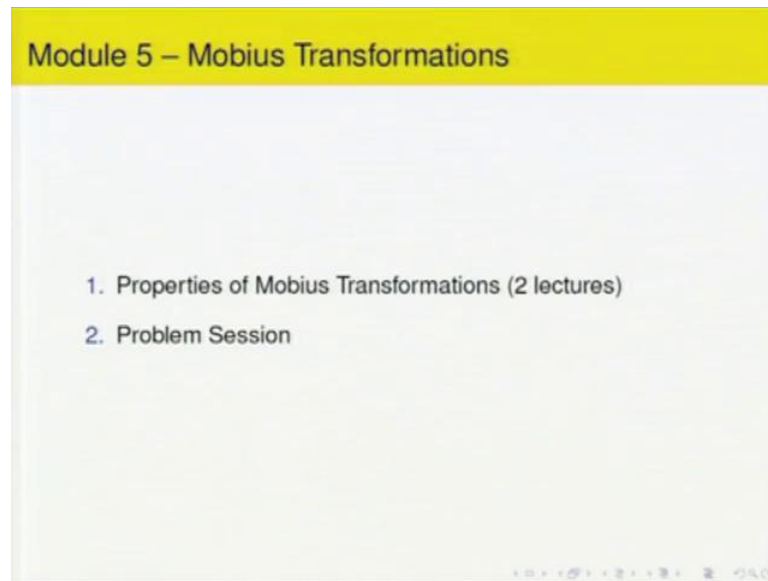 Module 5 – Mobius Transformations
1. Properties of Mobius Transformations (2 lectures)
2. Problem Session